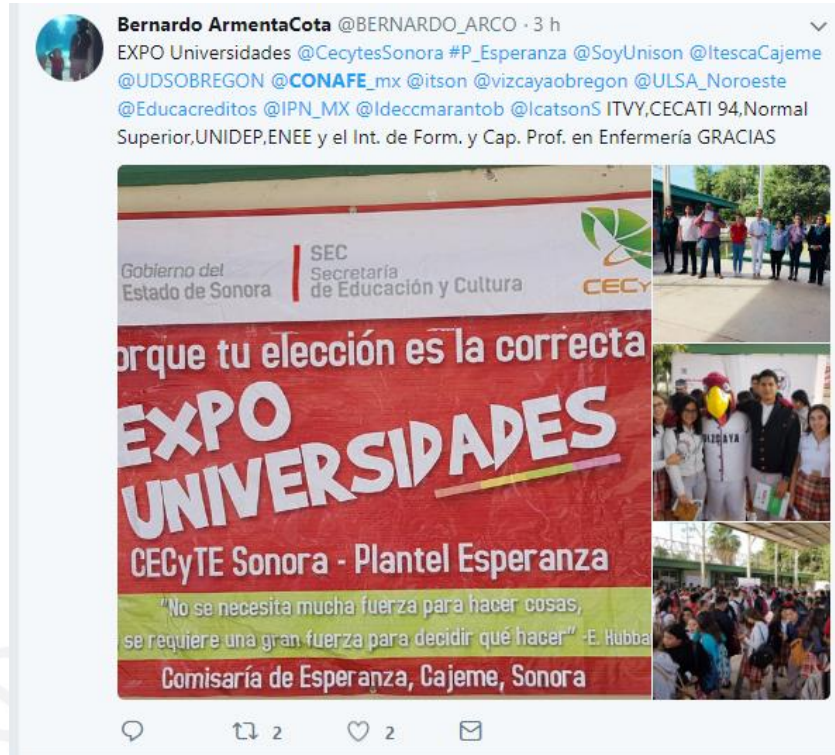 Bernardo ArmentaCota @BERNARDO_ARCO · 3 h
EXPO Universidades @CecytesSonora #P_Esperanza @SoyUnison @ItescaCajeme
@UDSOBREGON @CONAFE_mx @itson @vizcayaobregon @ULSA_Noroeste
@Educacreditos @IPN_MX @Ideccmarantob @IcatsonS ITVY,CECATI 94,Normal
Superior,UNIDEP,ENEE y el Int. de Form. y Cap. Prof. en Enfermería GRACIAS
Gobierno del
Estado de Sonora
SEC
Secretaría
de Educación y Cultura
CECy
orque tu elección es la correcta
EXPO
UNIVERSIDADES
CECyTE Sonora - Plantel Esperanza
"No se necesita mucha fuerza para hacer cosas,
se requiere una gran fuerza para decidir qué hacer" -E. Hubba
Comisaría de Esperanza, Cajeme, Sonora
VIZCAYA
2
2